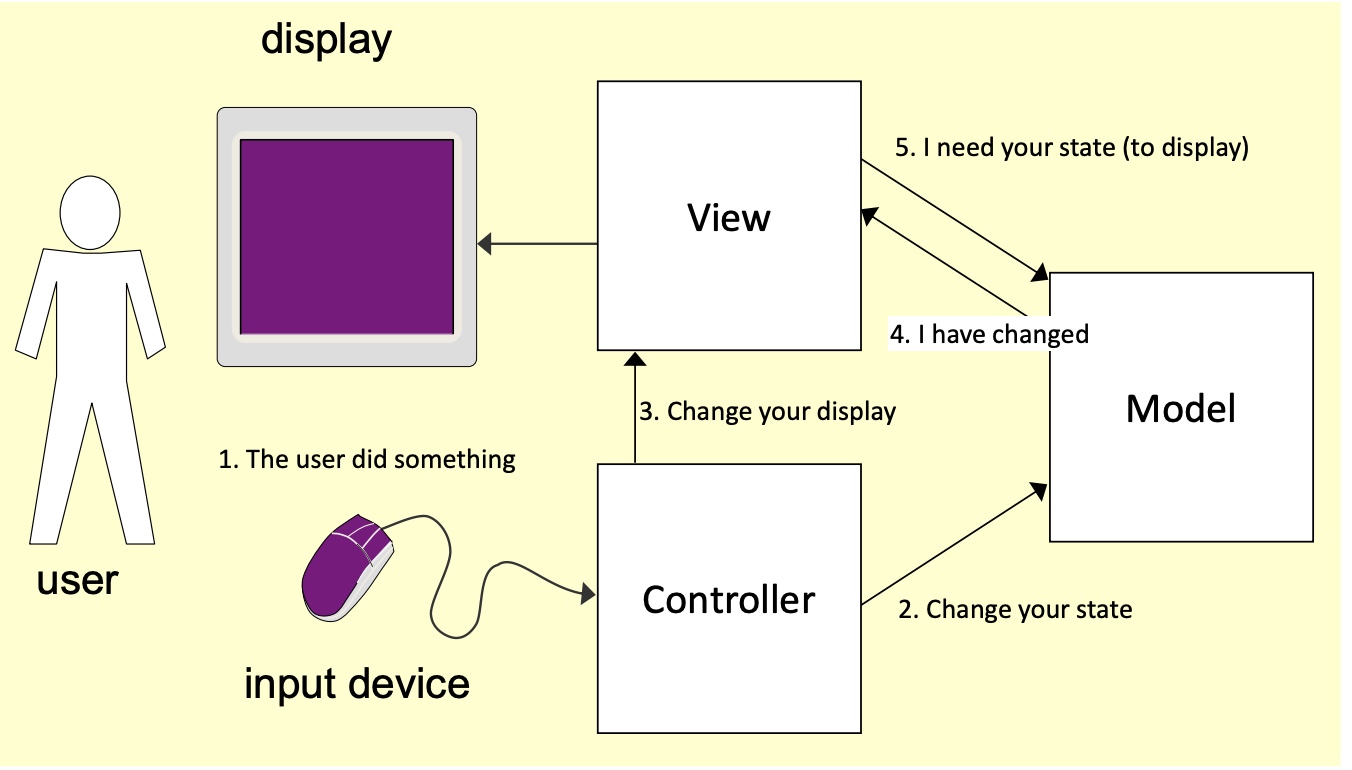 display
5. I need your state (to display)
View
4. I have changed
Model
3. Change your display
1. The user did something
user
Controller
2. Change your state
input device